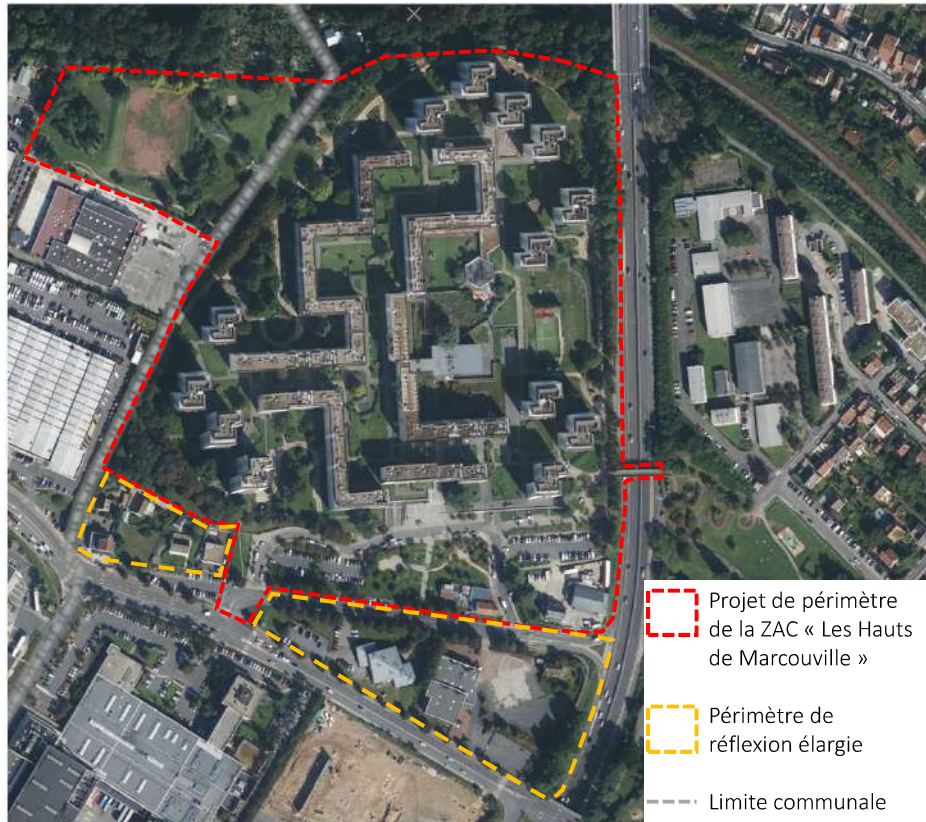 Projet de périmètre
de la ZAC « Les Hauts
de Marcouville »
Périmètre de
réflexion élargie
Limite communale